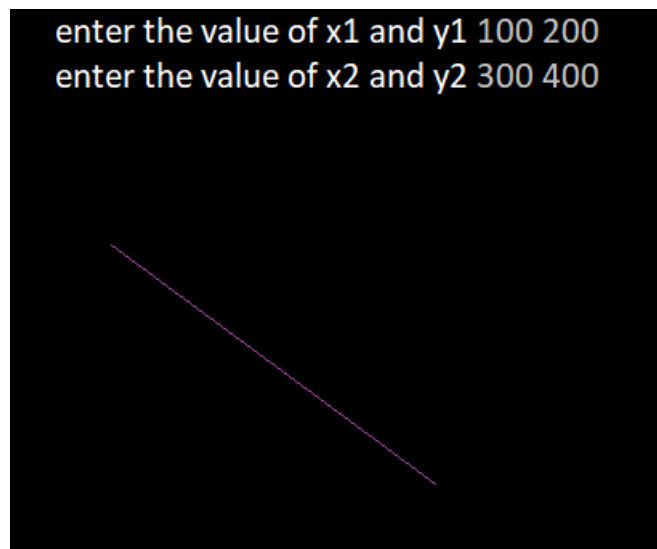 enter the value of x1 and y1 100 200
enter the value of x2 and y2 300 400